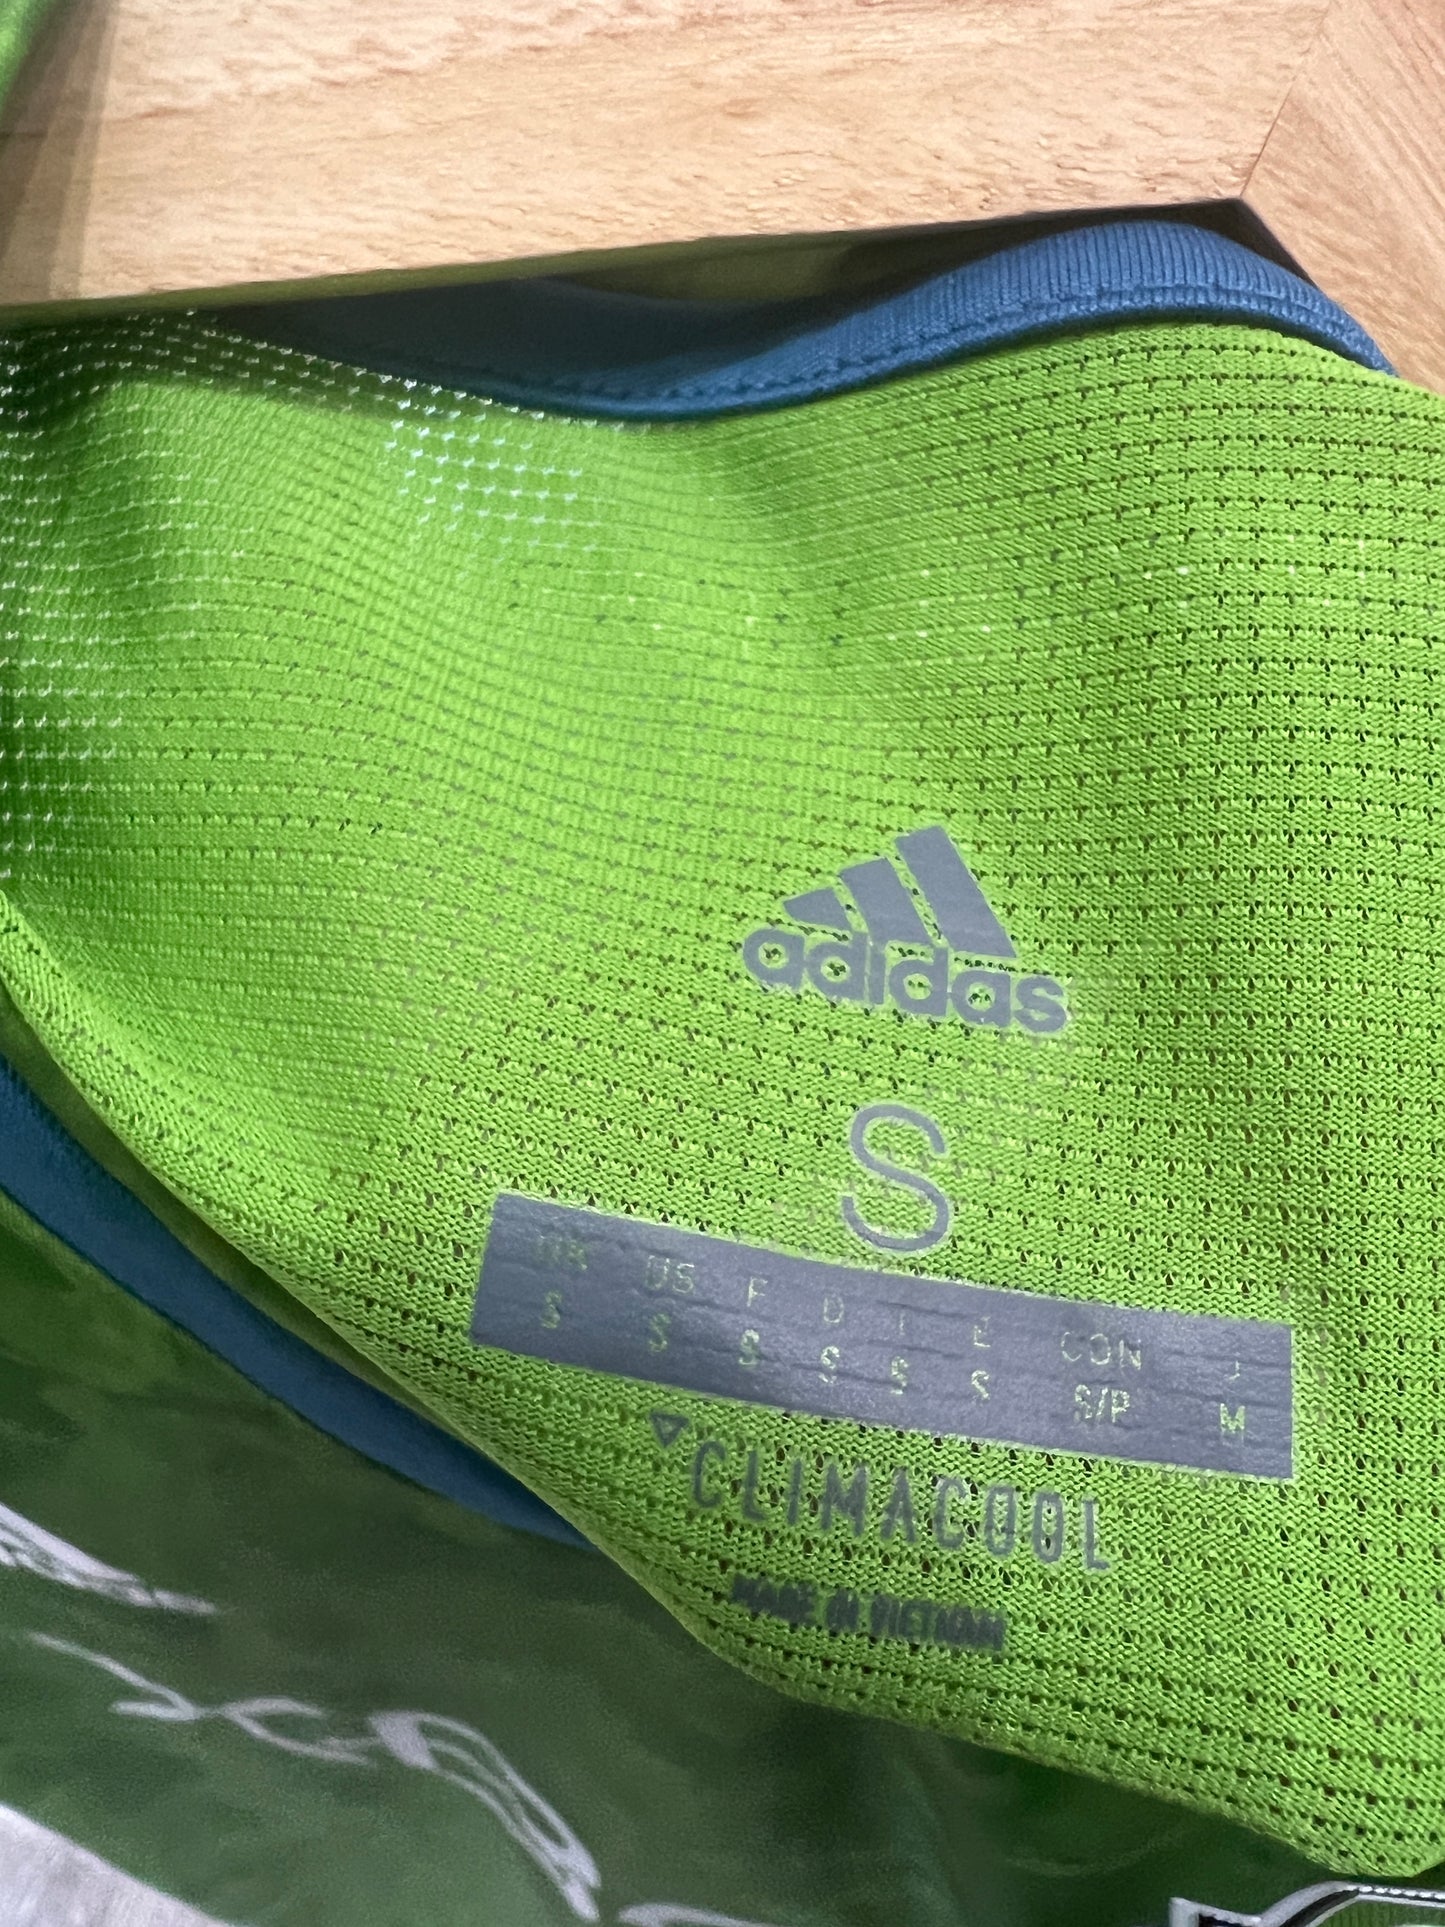 adidas
S
UK US F D I E CON J
S S S S S S S/P M
CLIMACOOL
MADE IN VIETNAM